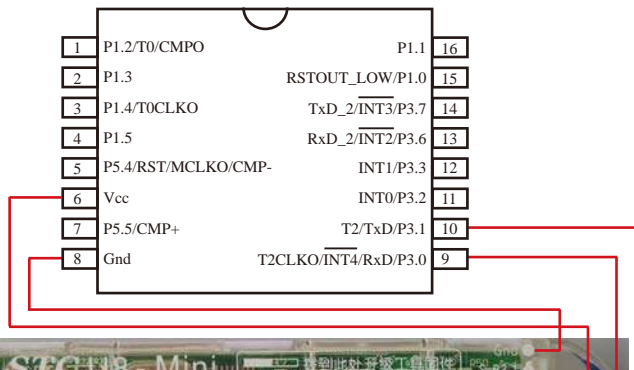 1 P1.2/T0/CMPO P1.1 16
2 P1.3 RSTOUT_LOW/P1.0 15
3 P1.4/T0CLKO TxD_2/INT3/P3.7 14
4 P1.5 RxD_2/INT2/P3.6 13
5 P5.4/RST/MCLKO/CMP- INT1/P3.3 12
6 Vcc INT0/P3.2 11
7 P5.5/CMP+ T2/TxD/P3.1 10
8 Gnd T2CLKO/INT4/RxD/P3.0 9
Gnd
Mini